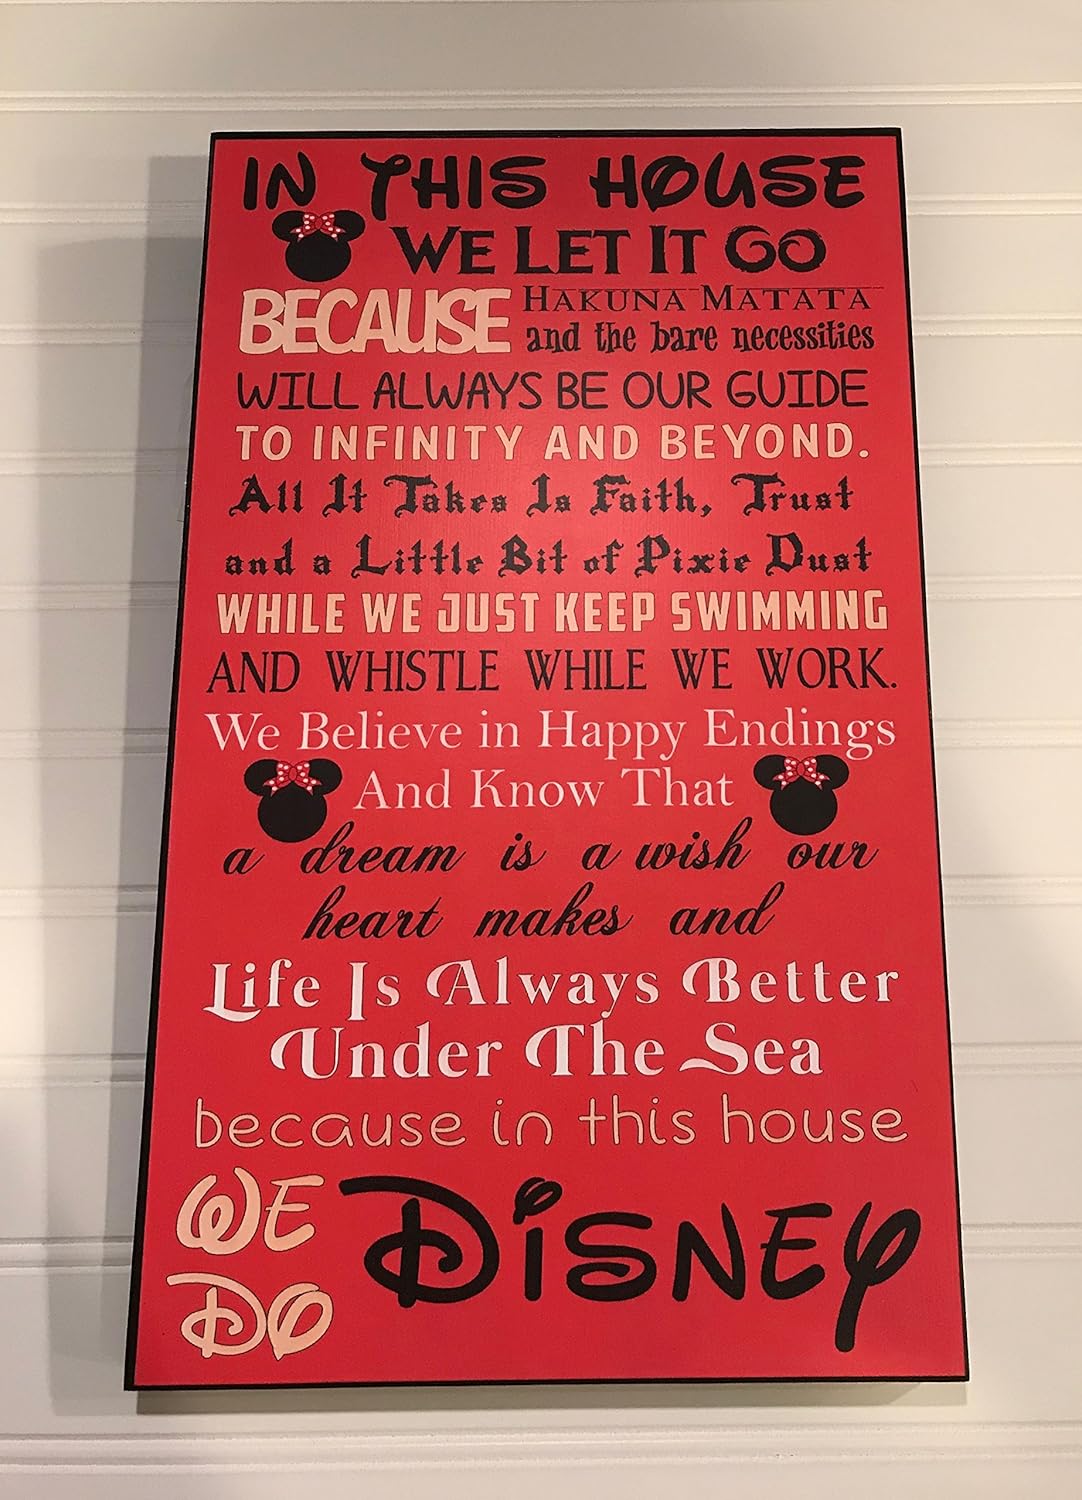 IN THIS HOUSE
WE LET IT GO
BECAUSE HAKUNA MATATA
and the bare necessities
WILL ALWAYS BE OUR GUIDE
TO INFINITY AND BEYOND.
All It Takes Is Faith, Trust
and a Little Bit of Pixie Dust
WHILE WE JUST KEEP SWIMMING
AND WHISTLE WHILE WE WORK.
We Believe in Happy Endings
And Know That
a dream is a wish our
heart makes and
Life Is Always Better
Under The Sea
because in this house
WE DO DISNEY